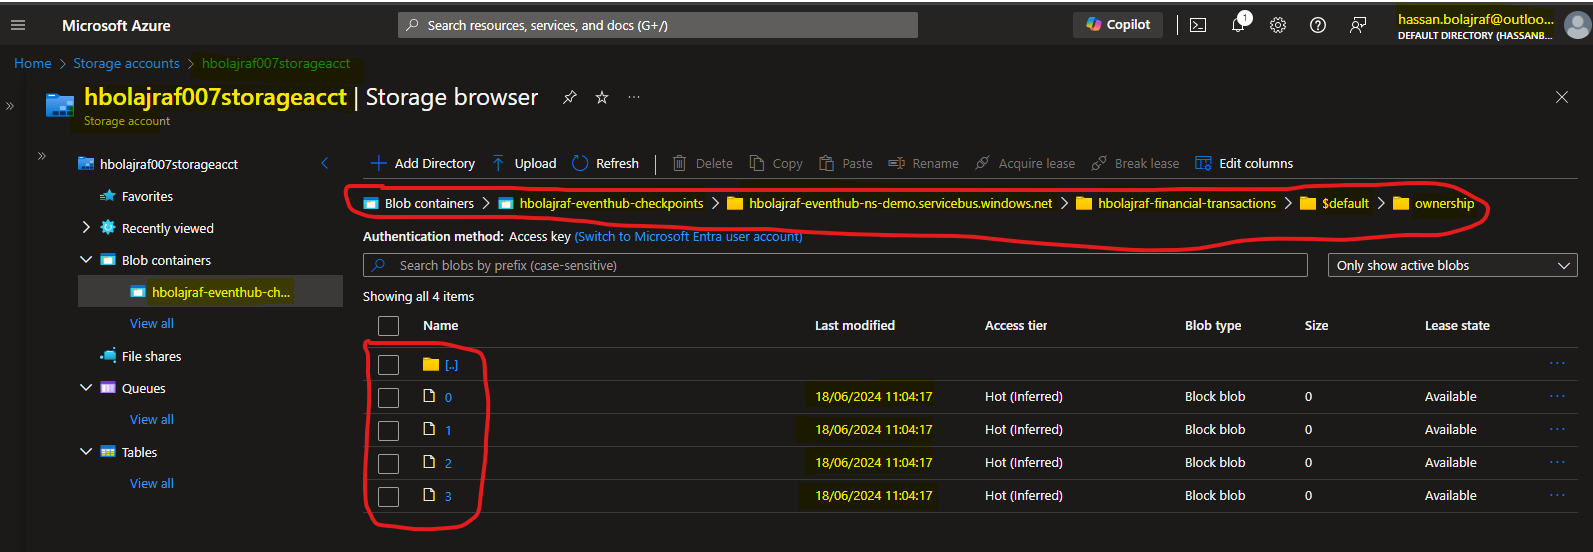 Microsoft Azure
Search resources, services, and docs (G+/)
Copilot
1
hassan.bolajraf@outloo...
DEFAULT DIRECTORY (HASSANB...
Home > Storage accounts > hbolajraf007storageacct
hbolajraf007storageacct | Storage browser
Storage account
hbolajraf007storageacct
Favorites
Recently viewed
Blob containers
hbolajraf-eventhub-ch...
View all
File shares
Queues
View all
Tables
View all
Add Directory Upload Refresh Delete Copy Paste Rename Acquire lease Break lease Edit columns
Blob containers > hbolajraf-eventhub-checkpoints > hbolajraf-eventhub-ns-demo.servicebus.windows.net > hbolajraf-financial-transactions > $default > ownership
Authentication method: Access key (Switch to Microsoft Entra user account)
Search blobs by prefix (case-sensitive)
Only show active blobs
Showing all 4 items
Name Last modified Access tier Blob type Size Lease state
[..]
0 18/06/2024 11:04:17 Hot (Inferred) Block blob 0 Available
1 18/06/2024 11:04:17 Hot (Inferred) Block blob 0 Available
2 18/06/2024 11:04:17 Hot (Inferred) Block blob 0 Available
3 18/06/2024 11:04:17 Hot (Inferred) Block blob 0 Available